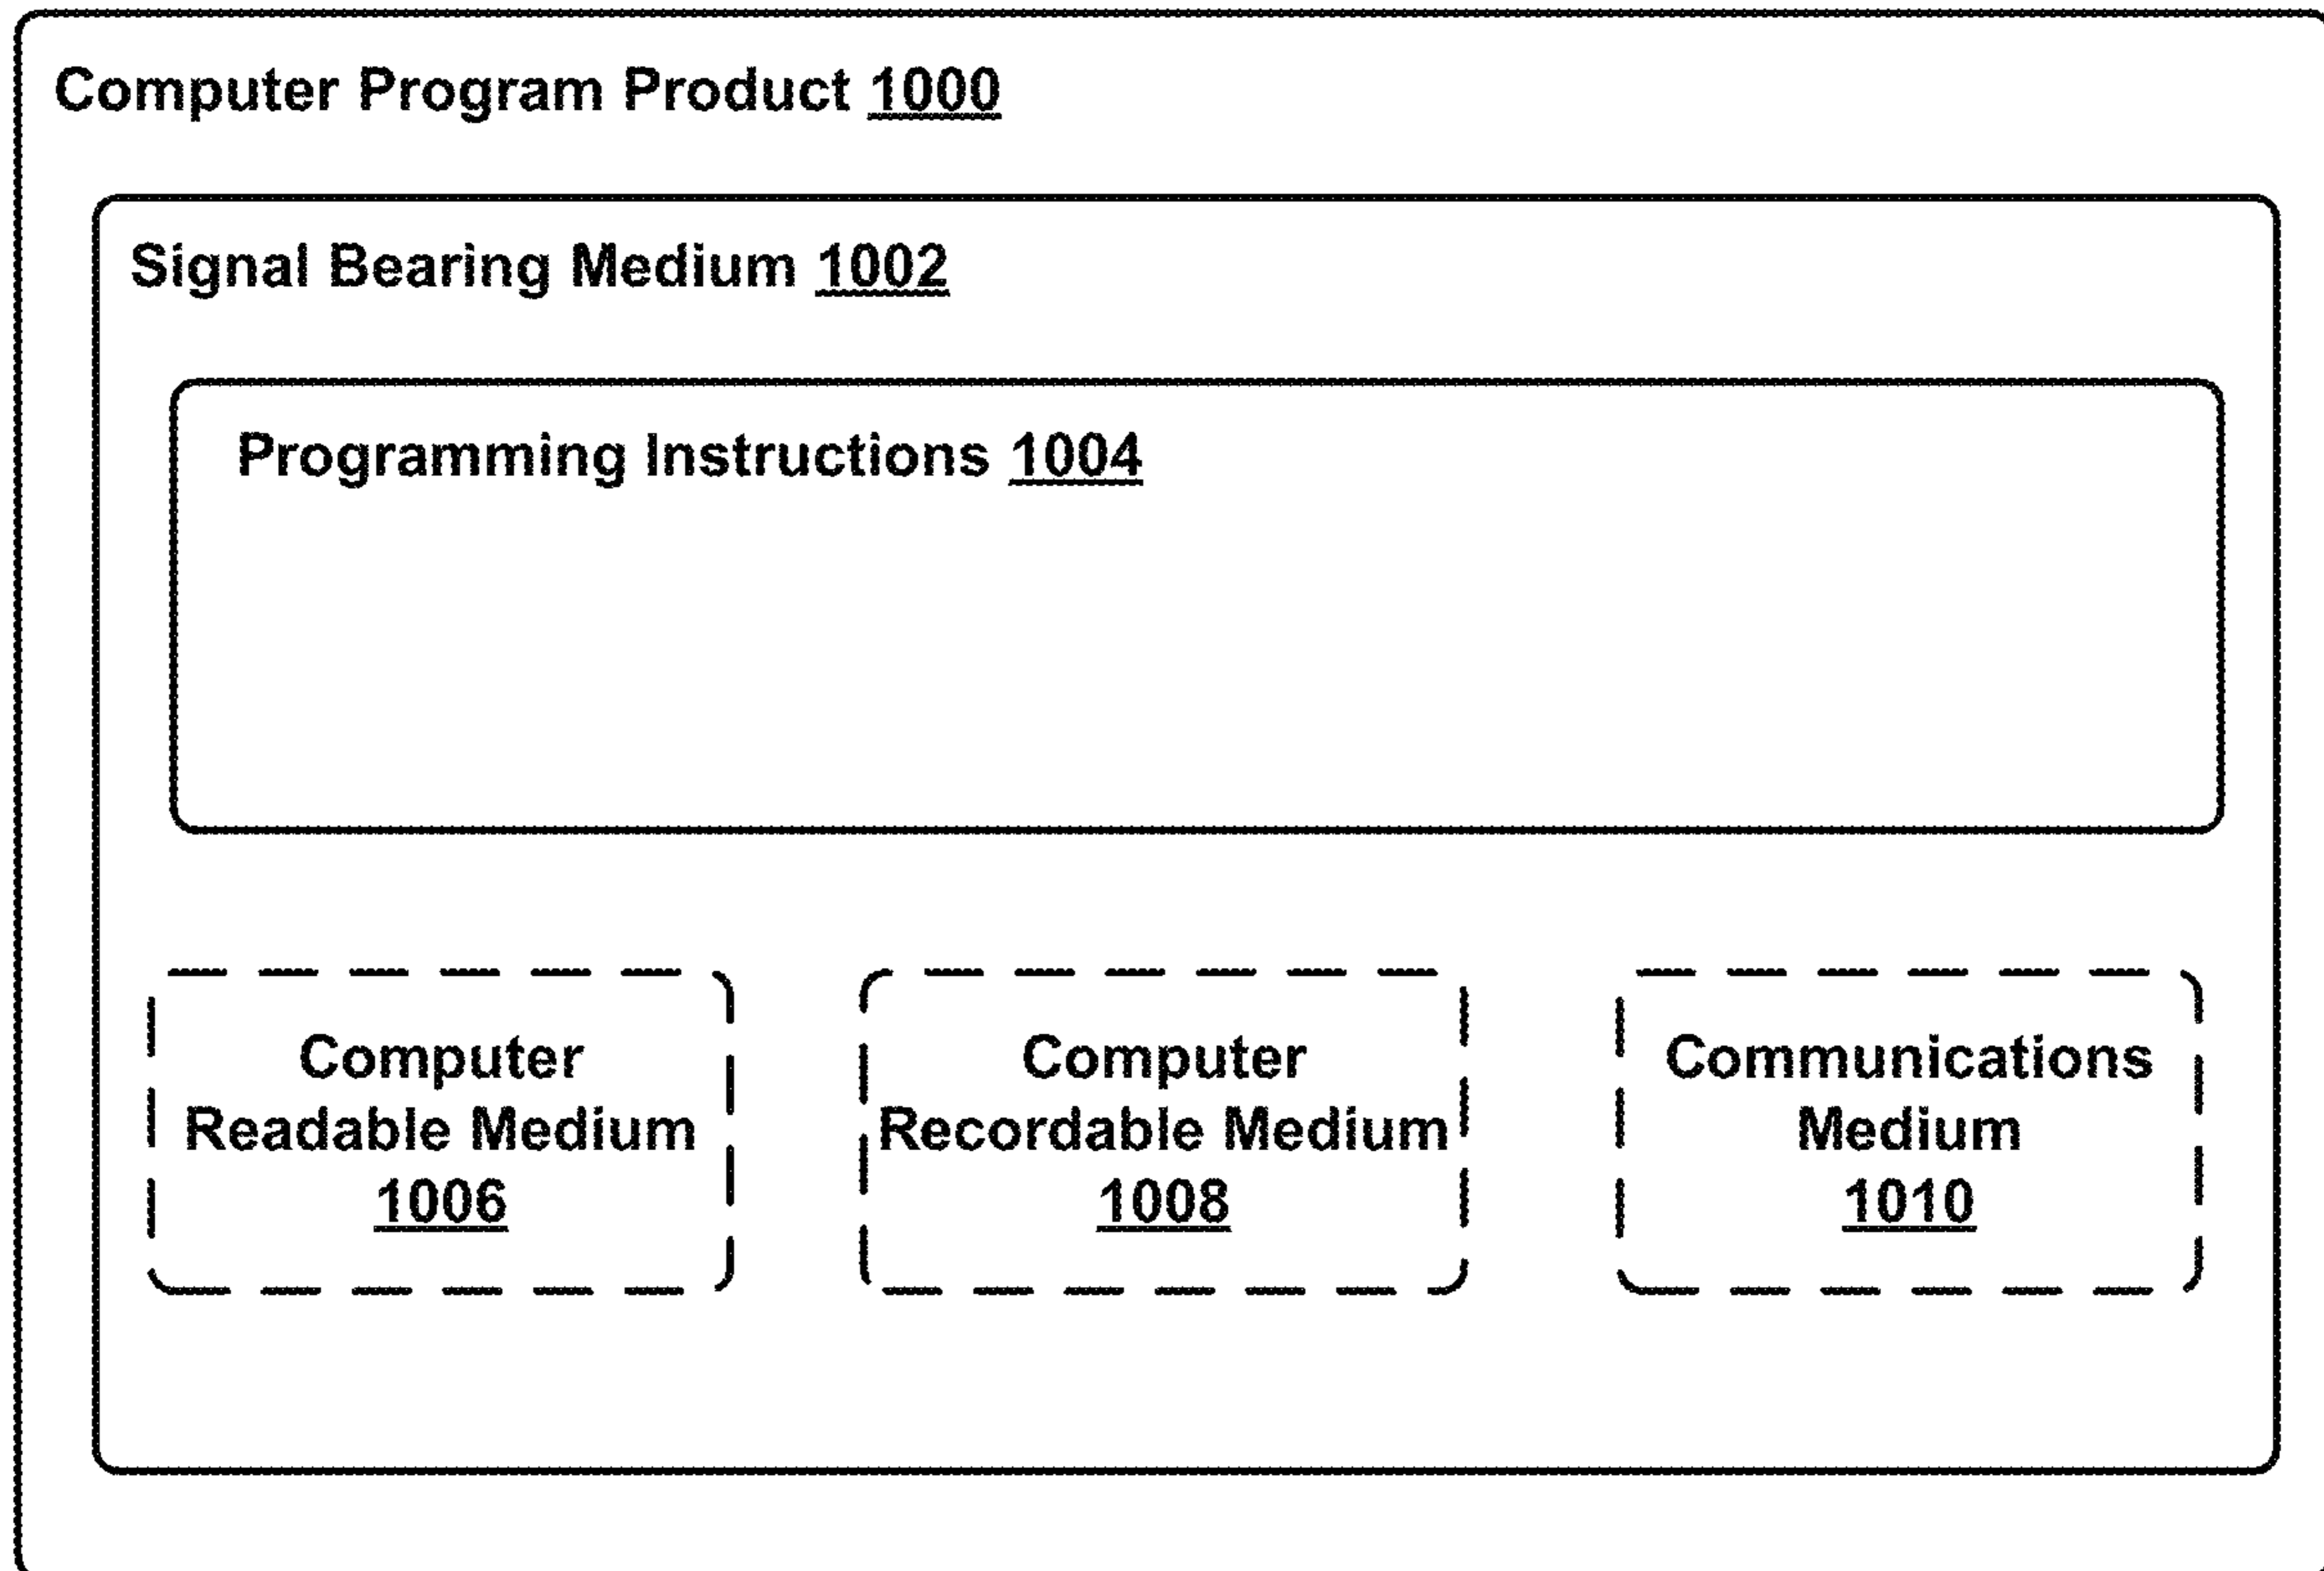 Computer Program Product 1000
Signal Bearing Medium 1002
Programming Instructions 1004
Computer
Readable Medium
1006
Computer
Recordable Medium
1008
Communications
Medium
1010